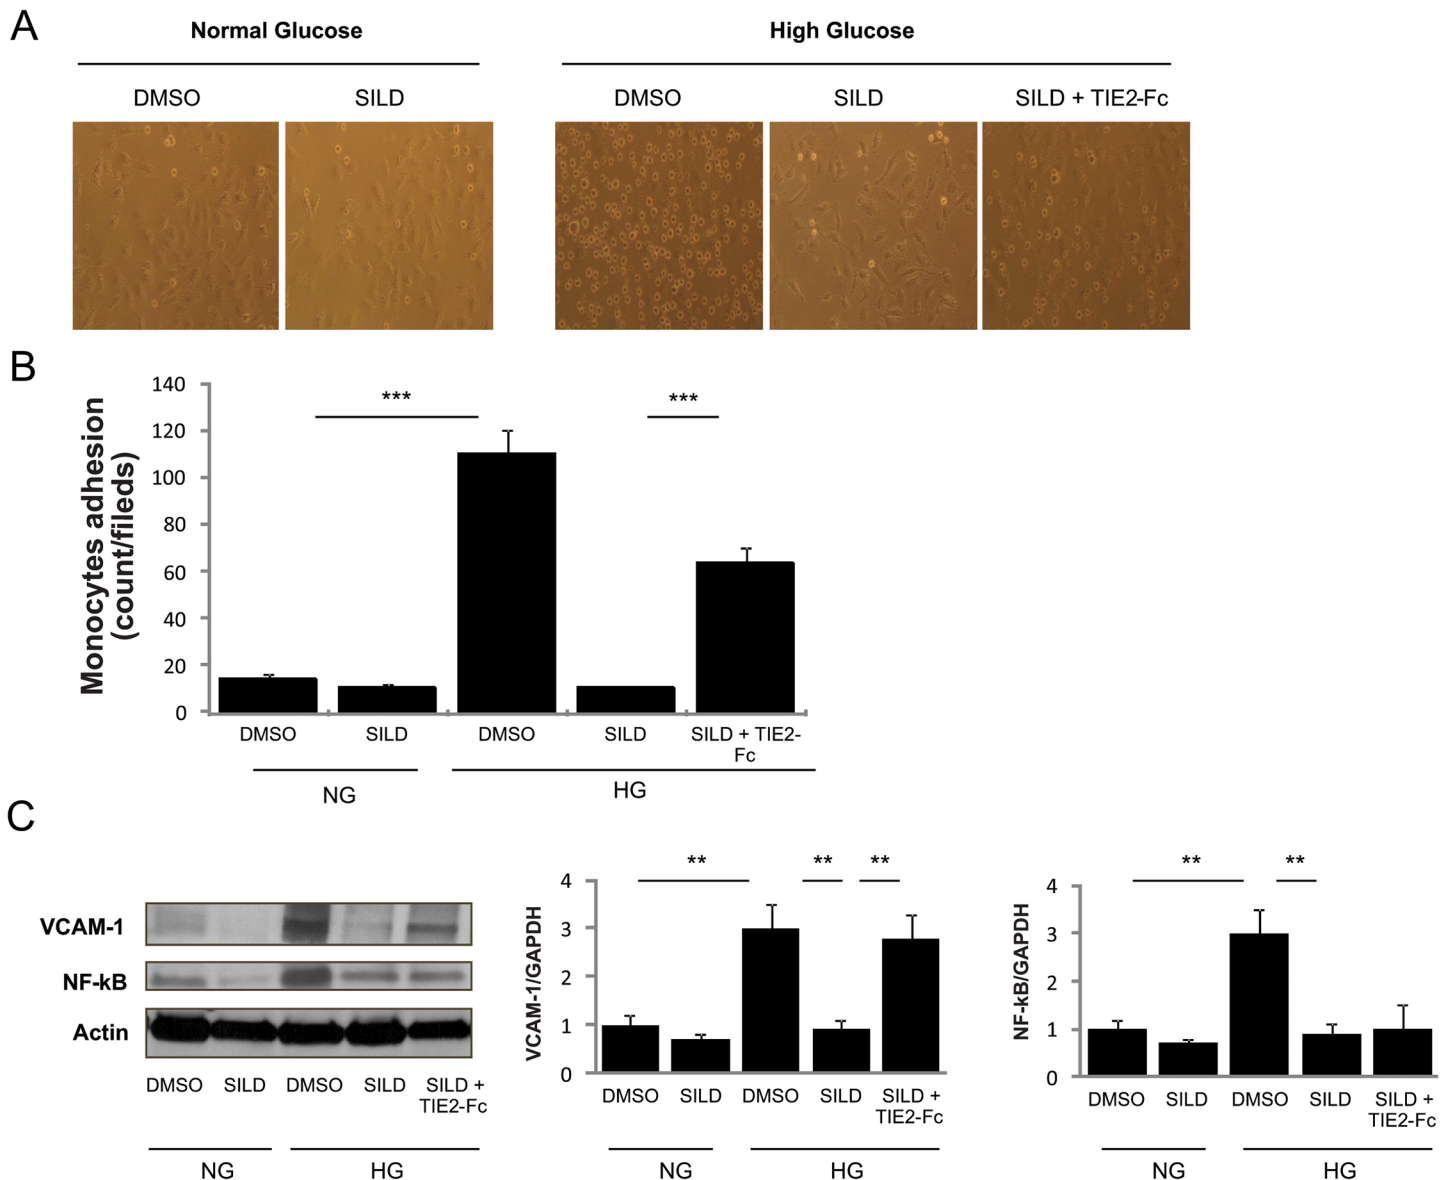 A
Normal Glucose
High Glucose
DMSO
SILD
DMSO
SILD
SILD + TIE2-Fc
B
Monocytes adhesion
(count/fileds)
140
120
100
80
60
40
20
0
***
***
DMSO
SILD
DMSO
SILD
SILD + TIE2-
Fc
NG
HG
C
VCAM-1
NF-kB
Actin
DMSO
SILD
DMSO
SILD
SILD +
TIE2-Fc
NG
HG
VCAM-1/GAPDH
4
3
2
1
0
**
**
**
DMSO
SILD
DMSO
SILD
SILD +
TIE2-Fc
NG
HG
NF-kB/GAPDH
4
3
2
1
0
**
**
DMSO
SILD
DMSO
SILD
SILD +
TIE2-Fc
NG
HG